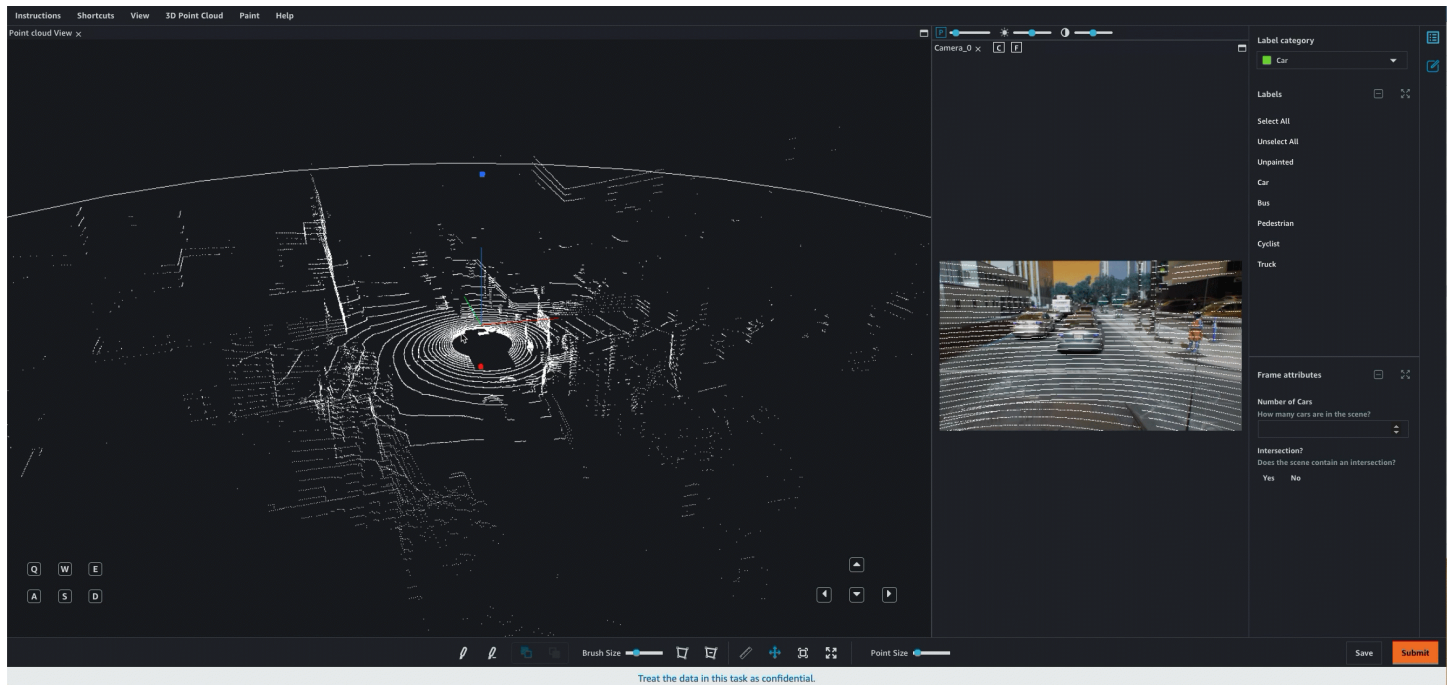 Instructions Shortcuts View 3D Point Cloud Paint Help
Point cloud View x
P
Camera_0 x C F
Label category
Car
Labels
Select All
Unselect All
Unpainted
Car
Bus
Pedestrian
Cyclist
Truck
Frame attributes
Number of Cars
How many cars are in the scene?
Intersection?
Does the scene contain an intersection?
Yes No
Q W E
A S D
Brush Size Point Size Save Submit
Treat the data in this task as confidential.